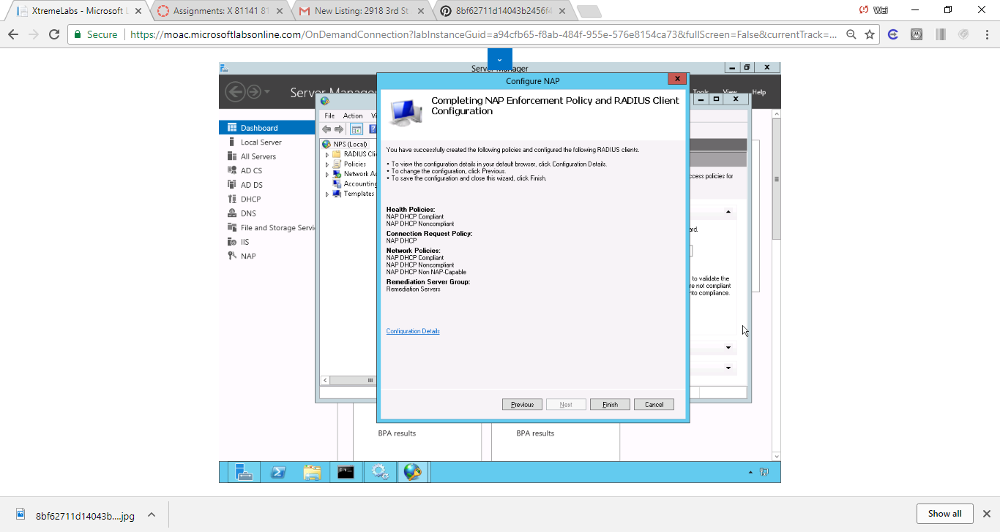 XtremeLabs - Microsoft L
Assignments: X 81141 81
New Listing: 2918 3rd St
8bf62711d14043b2456f4
Wei
Secure
https://moac.microsoftlabsonline.com/OnDemandConnection?labInstanceGuid=a94cfb65-f8ab-484f-955e-576e8154ca73&fullScreen=False&currentTrack=...
Server Manager
Configure NAP
Server Manager
Tools View Help
Completing NAP Enforcement Policy and RADIUS Client
Configuration
File Action Vi
Dashboard
Local Server
All Servers
AD CS
AD DS
DHCP
DNS
File and Storage Servi
IIS
NAP
NPS (Local)
RADIUS Clie
Policies
Network Ac
Accounting
Templates
You have successfully created the following policies and configured the following RADIUS clients.
• To view the configuration details in your default browser, click Configuration Details.
• To change the configuration, click Previous.
• To save the configuration and close this wizard, click Finish.
Health Policies:
NAP DHCP Compliant
NAP DHCP Noncompliant
Connection Request Policy:
NAP DHCP
Network Policies:
NAP DHCP Compliant
NAP DHCP Noncompliant
NAP DHCP Non NAP-Capable
Remediation Server Group:
Remediation Servers
Configuration Details
ccess policies for
ard.
to validate the
re not compliant
nto compliance.
Previous Next Finish Cancel
BPA results
BPA results
8bf62711d14043b....jpg
Show all